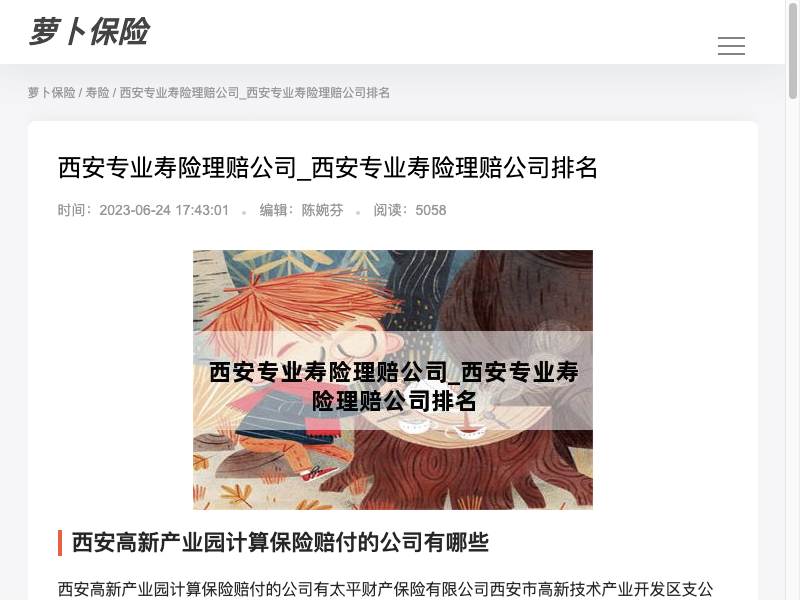 萝卜保险
萝卜保险 / 寿险 / 西安专业寿险理赔公司_西安专业寿险理赔公司排名
西安专业寿险理赔公司_西安专业寿险理赔公司排名
时间：2023-06-24 17:43:01 。 编辑：陈婉芬 。 阅读：5058
西安专业寿险理赔公司_西安专业寿
险理赔公司排名
西安高新产业园计算保险赔付的公司有哪些
西安高新产业园计算保险赔付的公司有太平财产保险有限公司西安市高新技术产业开发区支公